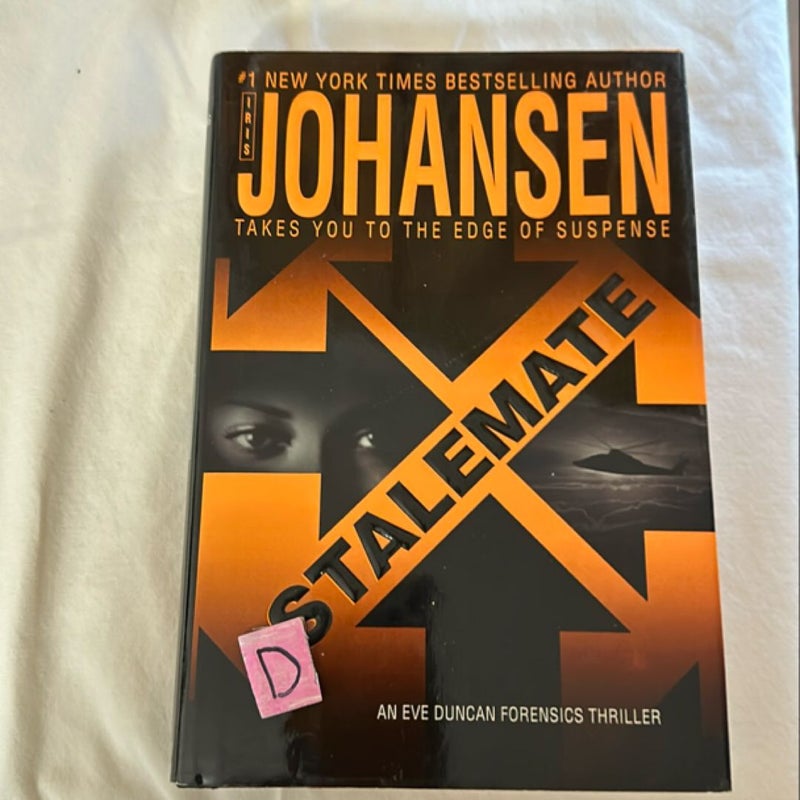 #1 NEW YORK TIMES BESTSELLING AUTHOR
IRIS
JOHANSEN
TAKES YOU TO THE EDGE OF SUSPENSE
STALEMATE
D
AN EVE DUNCAN FORENSICS THRILLER